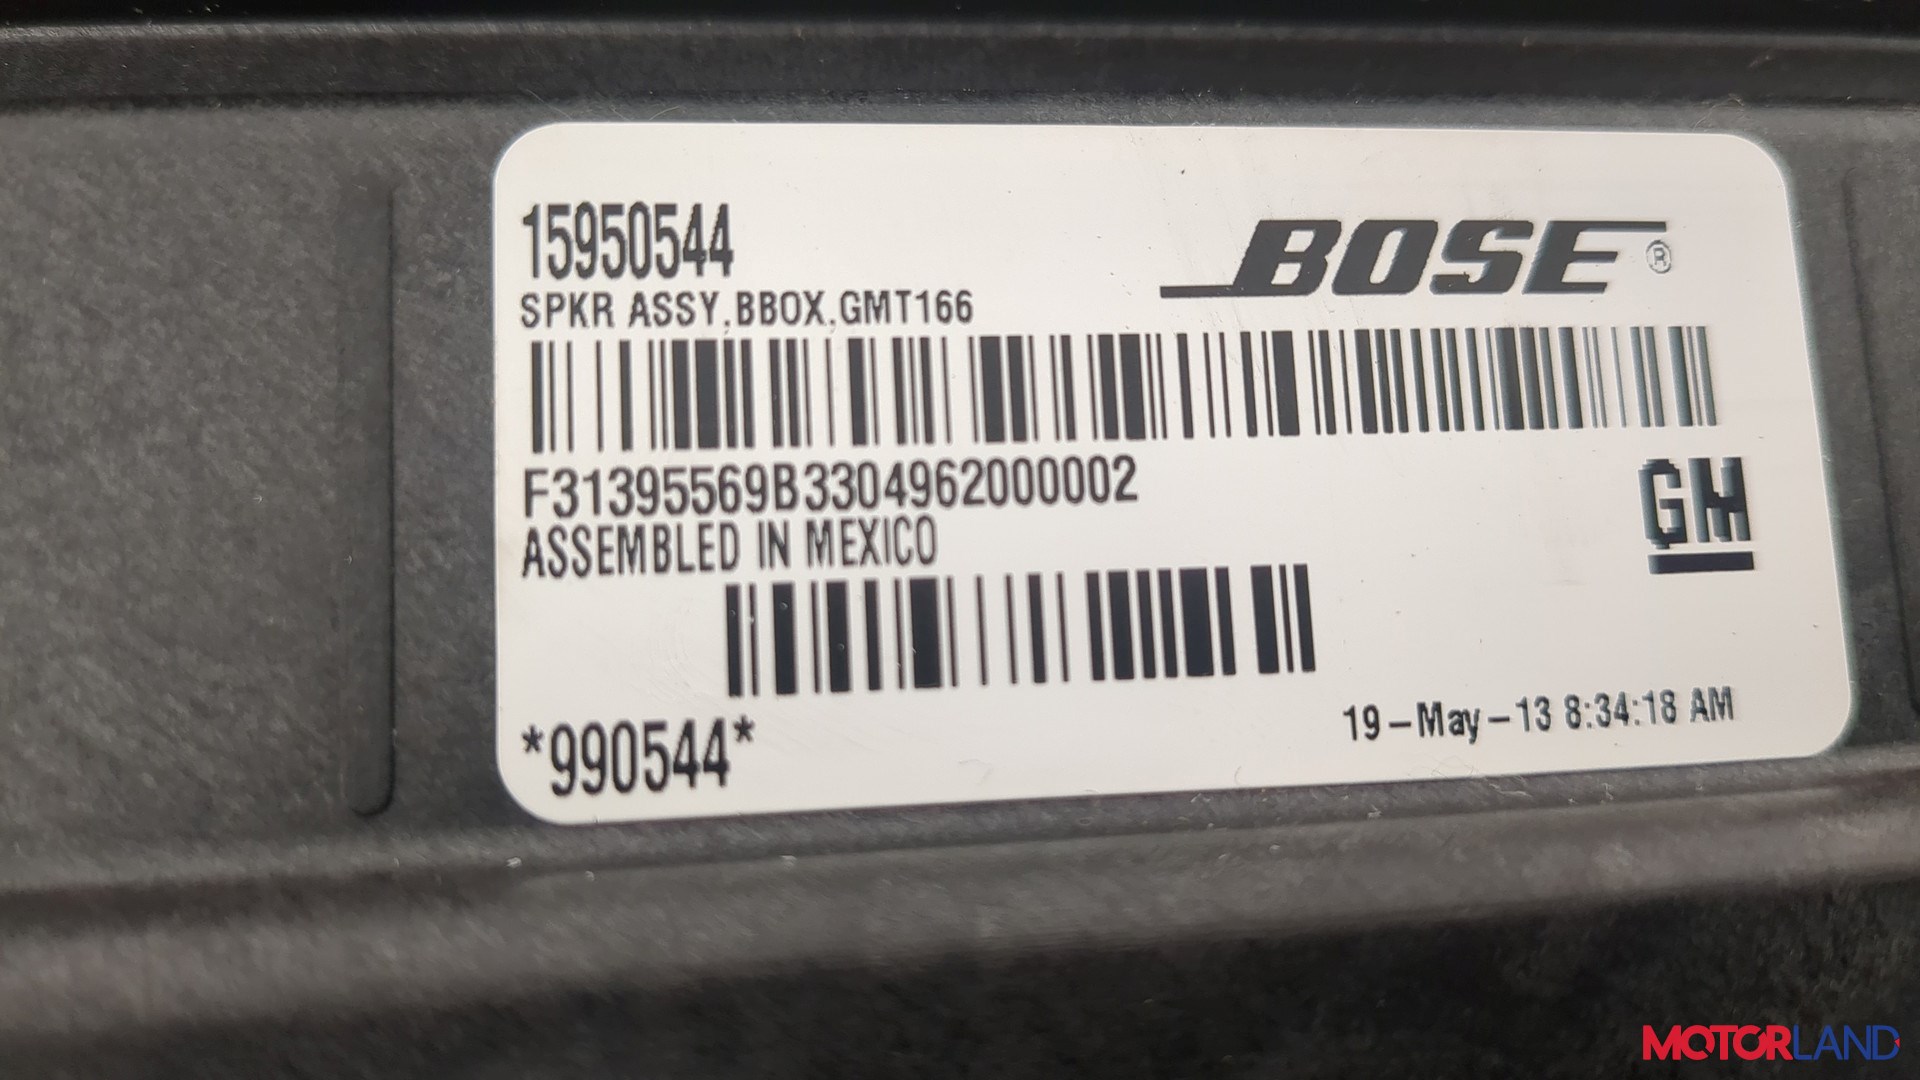 15950544
BOSE®
SPKR ASSY,BBOX,GMT166
F31395569B3304962000002
ASSEMBLED IN MEXICO
GM
*990544*
19-May-13 8:34:18 AM
MOTORLAND